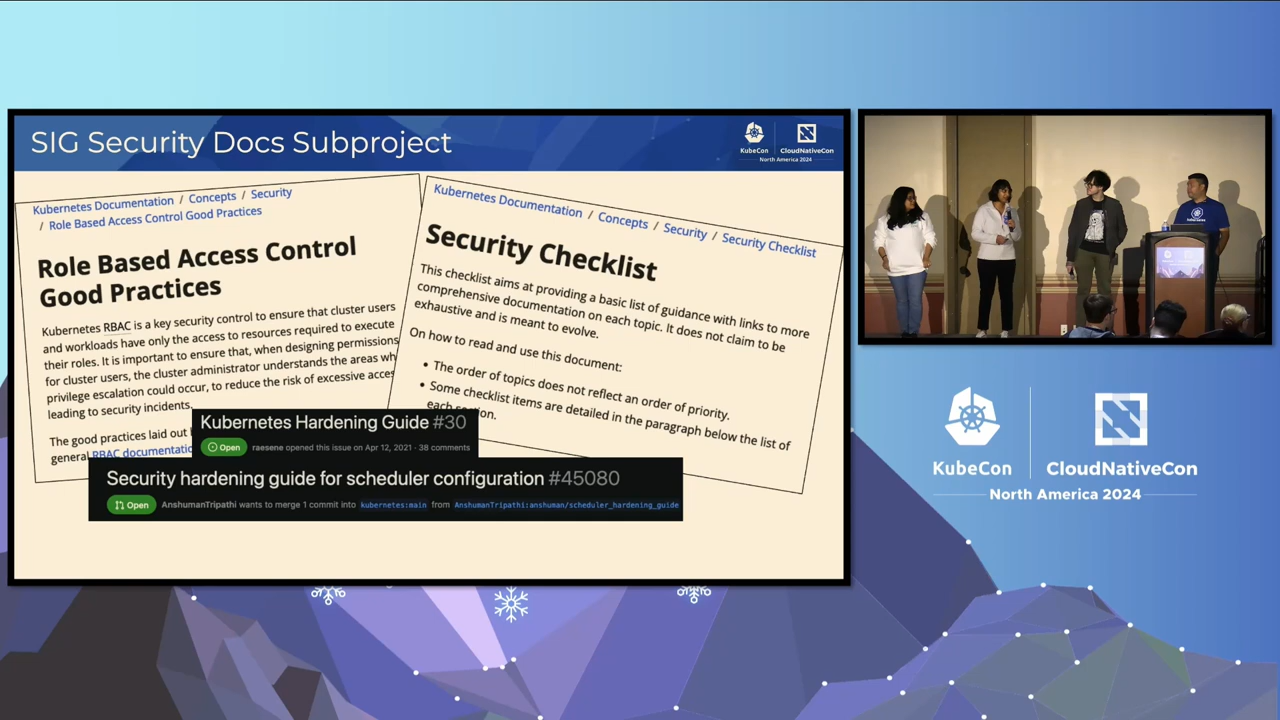 SIG Security Docs Subproject
KubeCon
CloudNativeCon
North America 2024
Kubernetes Documentation / Concepts / Security
/ Role Based Access Control Good Practices
Role Based Access Control
Good Practices
Kubernetes RBAC is a key security control to ensure that cluster users
and workloads have only the access to resources required to execute
their roles. It is important to ensure that, when designing permissions
for cluster users, the cluster administrator understands the areas wh
privilege escalation could occur, to reduce the risk of excessive acces
leading to security incidents.
The good practices laid out
general RBAC documentatio
Kubernetes Documentation / Concepts / Security / Security Checklist
Security Checklist
This checklist aims at providing a basic list of guidance with links to more
comprehensive documentation on each topic. It does not claim to be
exhaustive and is meant to evolve.
On how to read and use this document:
• The order of topics does not reflect an order of priority.
• Some checklist items are detailed in the paragraph below the list of
each section.
Kubernetes Hardening Guide #30
Open raesene opened this issue on Apr 12, 2021 · 38 comments
Security hardening guide for scheduler configuration #45080
Open AnshumanTripathi wants to merge 1 commit into kubernetes:main from AnshumanTripathi:anshuman/scheduler_hardening_guide
KubeCon
CloudNativeCon
North America 2024